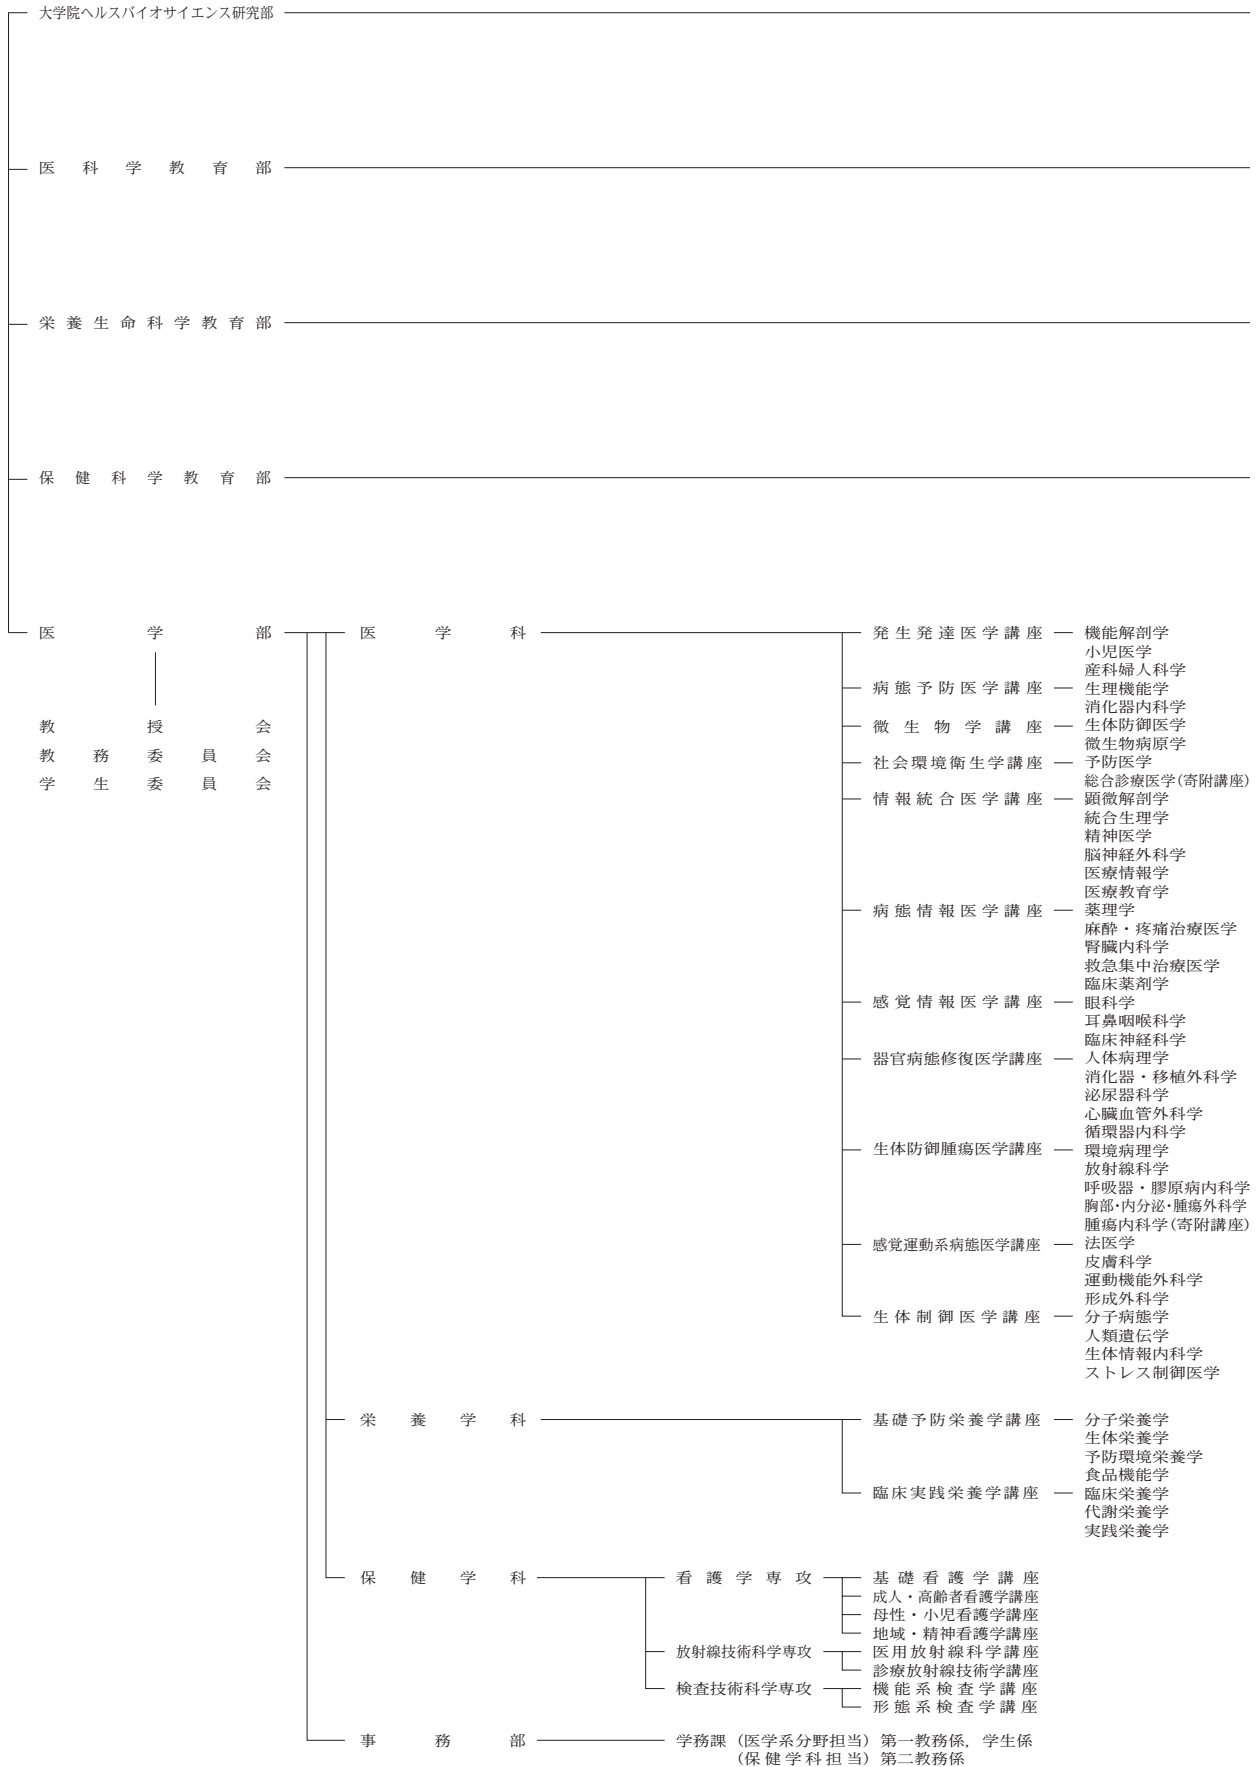 大学院ヘルスバイオサイエンス研究部
医科学教育部
栄養生命科学教育部
保健科学教育部
医学部
教授会
教務委員会
学生委員会
医学科
発生発達医学講座
機能解剖学
小児医学
産科婦人科学
病態予防医学講座
生理機能学
消化器内科学
微生物学講座
生体防御医学
微生物病原学
社会環境衛生学講座
予防医学
総合診療医学(寄附講座)
情報統合医学講座
顕微解剖学
統合生理学
精神医学
脳神経外科学
医療情報学
医療教育学
病態情報医学講座
薬理学
麻酔・疼痛治療医学
腎臓内科学
救急集中治療医学
臨床薬剤学
感覚情報医学講座
眼科学
耳鼻咽喉科学
臨床神経科学
器官病態修復医学講座
人体病理学
消化器・移植外科学
泌尿器科学
心臓血管外科学
循環器内科学
生体防御腫瘍医学講座
環境病理学
放射線科学
呼吸器・膠原病内科学
胸部・内分泌・腫瘍外科学
腫瘍内科学(寄附講座)
感覚運動系病態医学講座
法医学
皮膚科学
運動機能外科学
形成外科学
生体制御医学講座
分子病態学
人類遺伝学
生体情報内科学
ストレス制御医学
栄養学科
基礎予防栄養学講座
分子栄養学
生体栄養学
予防環境栄養学
食品機能学
臨床実践栄養学講座
臨床栄養学
代謝栄養学
実践栄養学
保健学科
看護学専攻
基礎看護学講座
成人・高齢者看護学講座
母性・小児看護学講座
地域・精神看護学講座
放射線技術科学専攻
医用放射線科学講座
診療放射線技術学講座
検査技術科学専攻
機能系検査学講座
形態系検査学講座
事務部
学務課(医学系分野担当)第一教務係,学生係
(保健学科担当)第二教務係